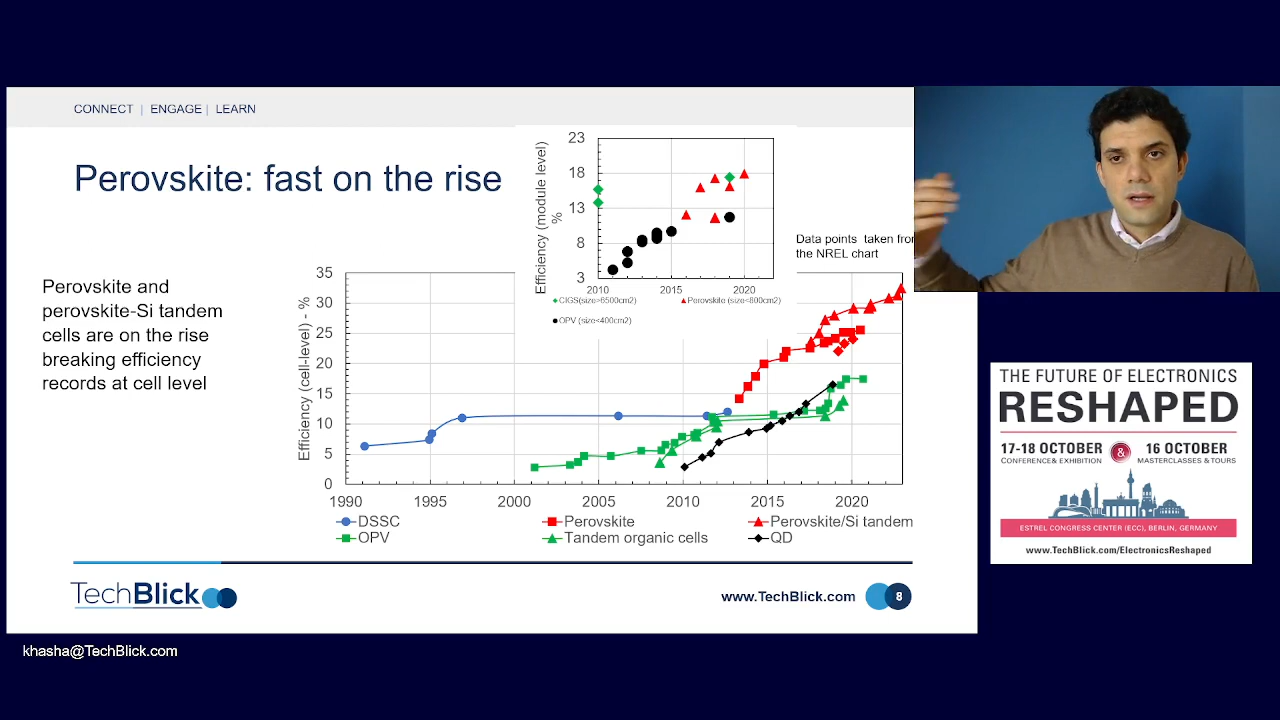 CONNECT | ENGAGE | LEARN
Perovskite: fast on the rise
Perovskite and
perovskite-Si tandem
cells are on the rise
breaking efficiency
records at cell level
Efficiency (module level)
%
23
18
13
8
3
2010
2015
2020
CIGS(size>6500cm2)
Perovskite (size<800cm2)
OPV (size<400cm2)
Data points taken from
the NREL chart
Efficiency (cell-level) - %
35
30
25
20
15
10
5
0
1990
1995
2000
2005
2010
2015
2020
DSSC
Perovskite
Perovskite/Si tandem
OPV
Tandem organic cells
QD
TechBlick
www.TechBlick.com
8
THE FUTURE OF ELECTRONICS
RESHAPED
17-18 OCTOBER & 16 OCTOBER
CONFERENCE& EXHIBITION MASTERCLASSES & TOURS
ESTREL CONGRESS CENTER (ECC), BERLIN, GERMANY
www.TechBlick.com/ElectronicsReshaped
khasha@TechBlick.com